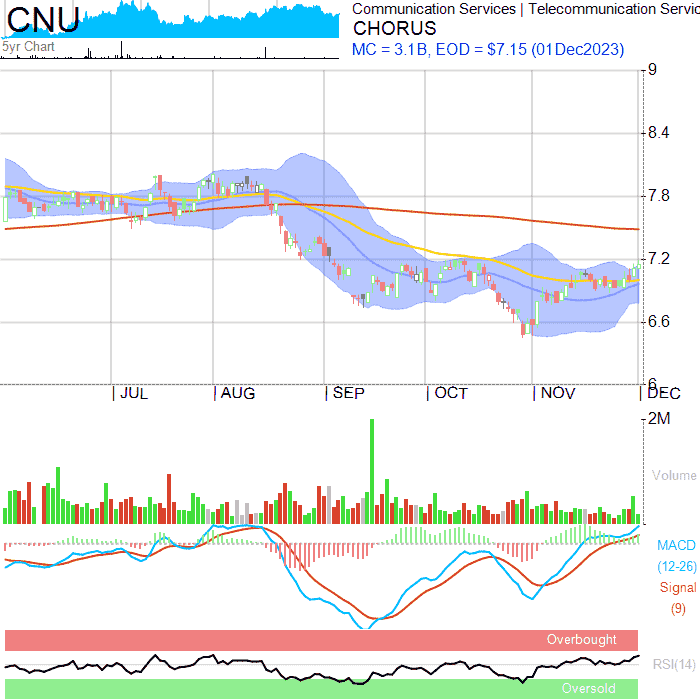 CNU
Communication Services | Telecommunication Servic
CHORUS
5yr Chart
MC = 3.1B, EOD = $7.15 (01Dec2023)
9
8.4
7.8
7.2
6.6
6
JUL
AUG
SEP
OCT
NOV
DEC
2M
Volume
MACD
(12-26)
Signal
(9)
Overbought
RSI(14)
Oversold